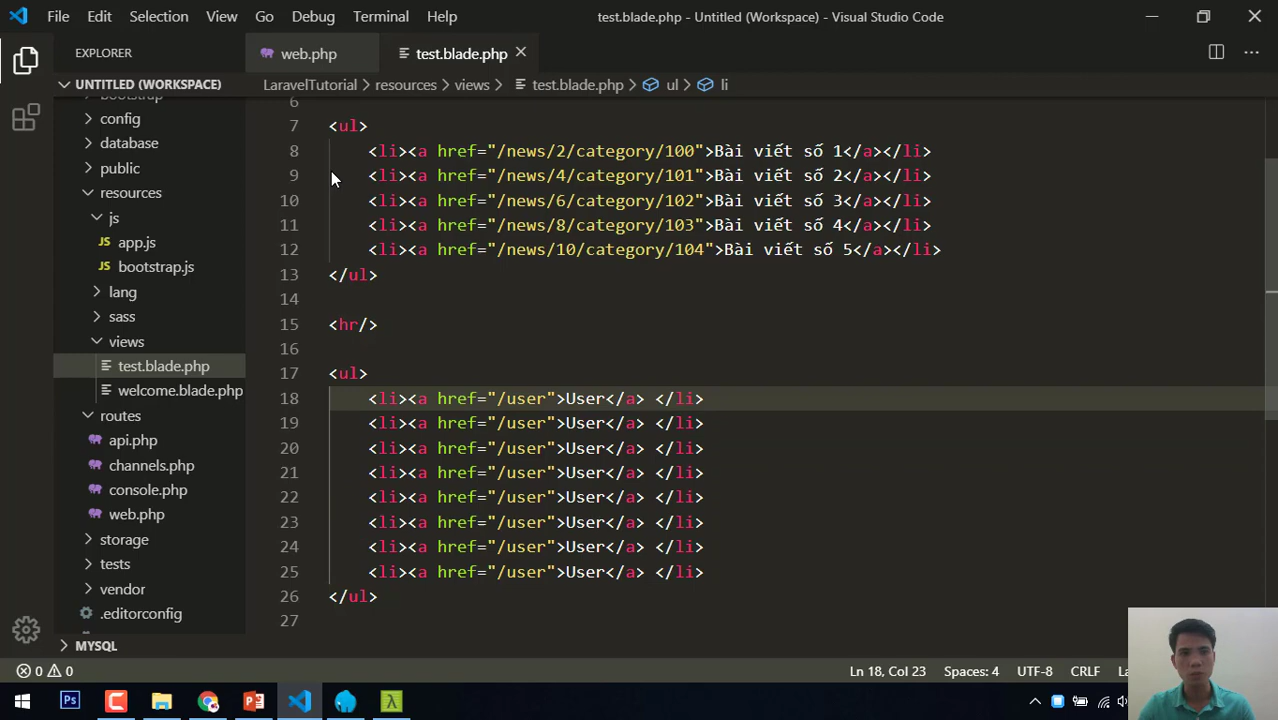 File Edit Selection View Go Debug Terminal Help test.blade.php - Untitled (Workspace) - Visual Studio Code
EXPLORER web.php test.blade.php
UNTITLED (WORKSPACE) LaravelTutorial > resources > views > test.blade.php > ul > li
bootstrap
config
database
public
resources
js
app.js
bootstrap.js
lang
sass
views
test.blade.php
welcome.blade.php
routes
api.php
channels.php
console.php
web.php
storage
tests
vendor
.editorconfig
MYSQL
6
7 <ul>
8 <li><a href="/news/2/category/100">Bài viết số 1</a></li>
9 <li><a href="/news/4/category/101">Bài viết số 2</a></li>
10 <li><a href="/news/6/category/102">Bài viết số 3</a></li>
11 <li><a href="/news/8/category/103">Bài viết số 4</a></li>
12 <li><a href="/news/10/category/104">Bài viết số 5</a></li>
13 </ul>
14
15 <hr/>
16
17 <ul>
18 <li><a href="/user">User</a> </li>
19 <li><a href="/user">User</a> </li>
20 <li><a href="/user">User</a> </li>
21 <li><a href="/user">User</a> </li>
22 <li><a href="/user">User</a> </li>
23 <li><a href="/user">User</a> </li>
24 <li><a href="/user">User</a> </li>
25 <li><a href="/user">User</a> </li>
26 </ul>
27
0 0 Ln 18, Col 23 Spaces: 4 UTF-8 CRLF
Ps